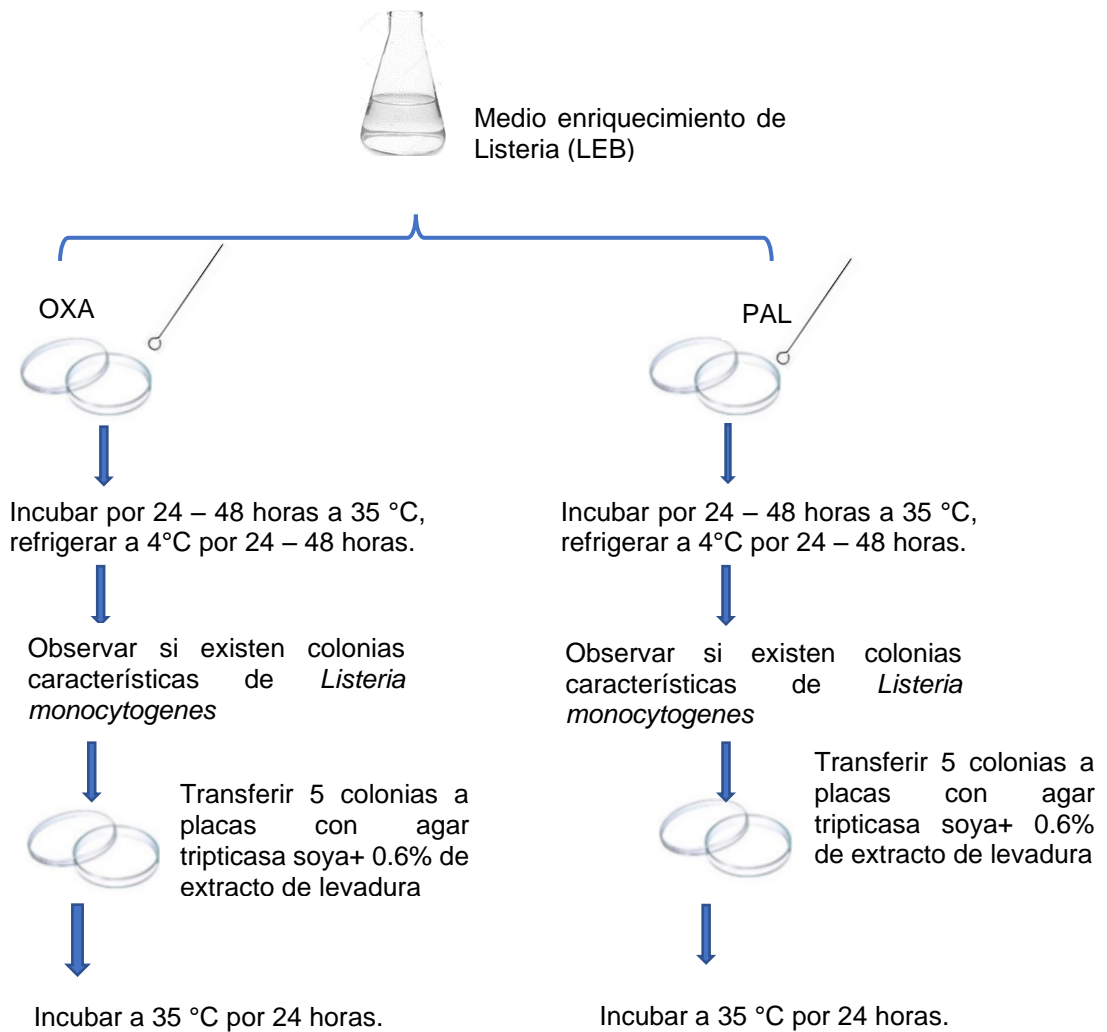 Medio enriquecimiento de
Listeria (LEB)
OXA
PAL
Incubar por 24 – 48 horas a 35 °C,
refrigerar a 4°C por 24 – 48 horas.
Incubar por 24 – 48 horas a 35 °C,
refrigerar a 4°C por 24 – 48 horas.
Observar si existen colonias
características de Listeria
monocytogenes
Observar si existen colonias
características de Listeria
monocytogenes
Transferir 5 colonias a
placas con agar
tripticasa soya+ 0.6% de
extracto de levadura
Transferir 5 colonias a
placas con agar
tripticasa soya+ 0.6%
de extracto de levadura
Incubar a 35 °C por 24 horas.
Incubar a 35 °C por 24 horas.